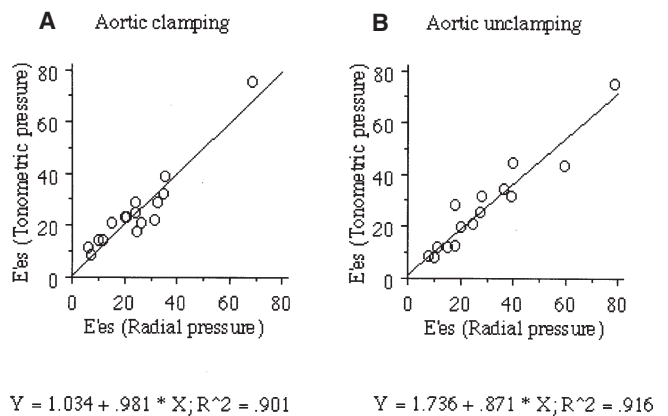 A Aortic clamping
80
60
40
20
0
E'es (Tonometric pressure)
0 20 40 60 80
E'es (Radial pressure)
Y = 1.034 + .981 * X; R^2 = .901
B Aortic unclamping
80
60
40
20
0
E'es (Tonometric pressure)
0 20 40 60 80
E'es (Radial pressure)
Y = 1.736 + .871 * X; R^2 = .916